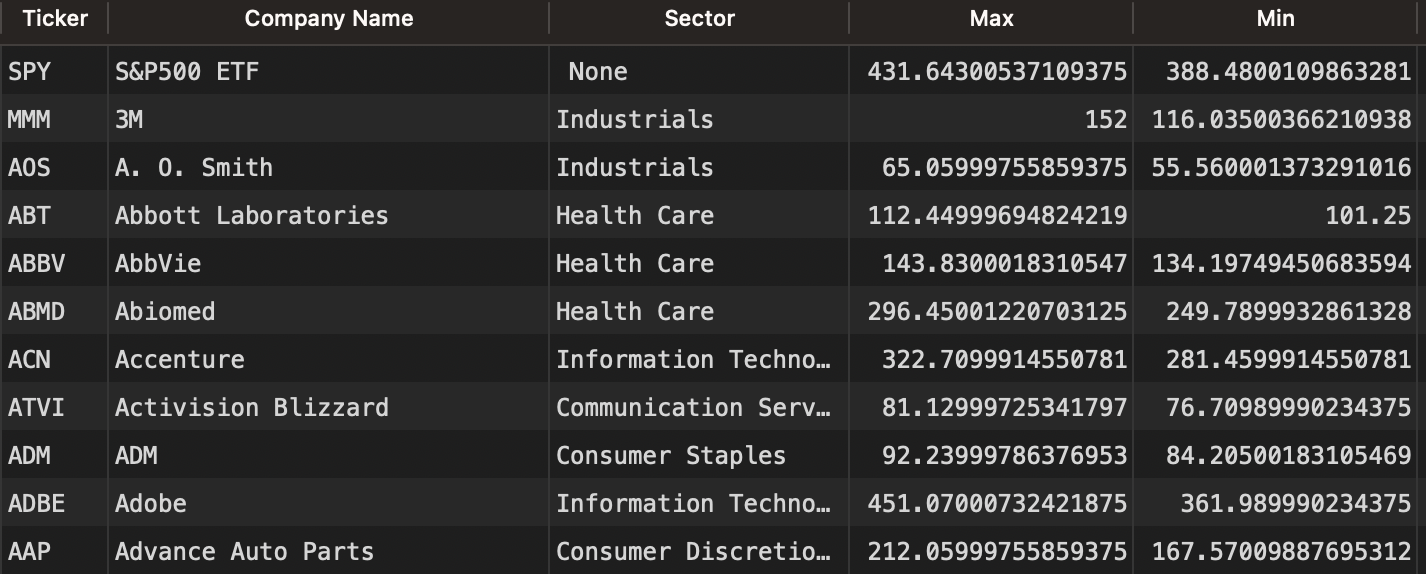 Ticker Company Name Sector Max Min
SPY S&P500 ETF None 431.64300537109375 388.4800109863281
MMM 3M Industrials 152 116.03500366210938
AOS A. O. Smith Industrials 65.05999755859375 55.560001373291016
ABT Abbott Laboratories Health Care 112.44999694824219 101.25
ABBV AbbVie Health Care 143.8300018310547 134.19749450683594
ABMD Abiomed Health Care 296.45001220703125 249.7899932861328
ACN Accenture Information Techno… 322.7099914550781 281.4599914550781
ATVI Activision Blizzard Communication Serv… 81.12999725341797 76.70989990234375
ADM ADM Consumer Staples 92.23999786376953 84.20500183105469
ADBE Adobe Information Techno… 451.07000732421875 361.989990234375
AAP Advance Auto Parts Consumer Discretio… 212.05999755859375 167.57009887695312